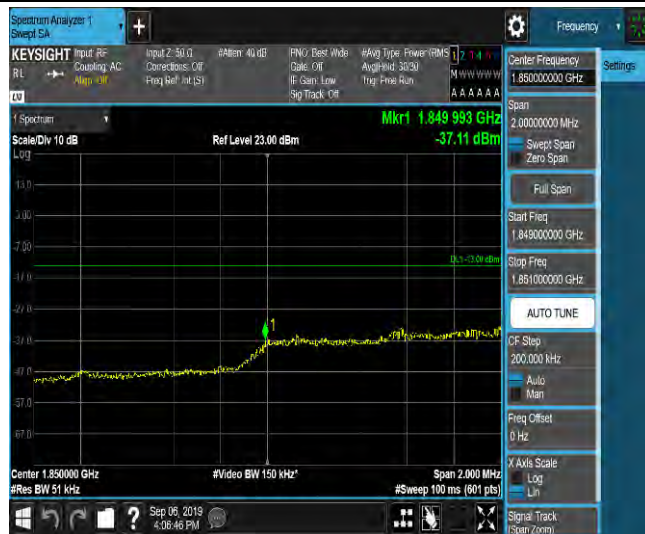 Spectrum Analyzer 1
Swept SA
+
Frequency
KEYSIGHT
RL
Input: RF
Coupling: AC
Align: Off
Input Z: 50 Ω
Corrections: Off
Freq Ref: Int (S)
#Atten: 40 dB
PNO: Best Wide
Gate: Off
IF Gain: Low
Sig Track: Off
#Avg Type: Power (RMS
Avg|Hold: 30/30
Trig: Free Run
M W W W W W
A A A A A A
LW
1 Spectrum
Scale/Div 10 dB
Log
Ref Level 23.00 dBm
Mkr1 1.849 993 GHz
-37.11 dBm
13.0
3.00
-7.00
DL1 -13.00 dBm
-17.0
-27.0
1
-37.0
-47.0
-57.0
-67.0
Center 1.850000 GHz
#Res BW 51 kHz
#Video BW 150 kHz*
Span 2.000 MHz
#Sweep 100 ms (601 pts)
Sep 06, 2019
4:06:46 PM
?
Center Frequency
1.850000000 GHz
Settings
Span
2.00000000 MHz
Swept Span
Zero Span
Full Span
Start Freq
1.849000000 GHz
Stop Freq
1.851000000 GHz
AUTO TUNE
CF Step
200.000 kHz
Auto
Man
Freq Offset
0 Hz
X Axis Scale
Log
Lin
Signal Track
(Span Zoom)